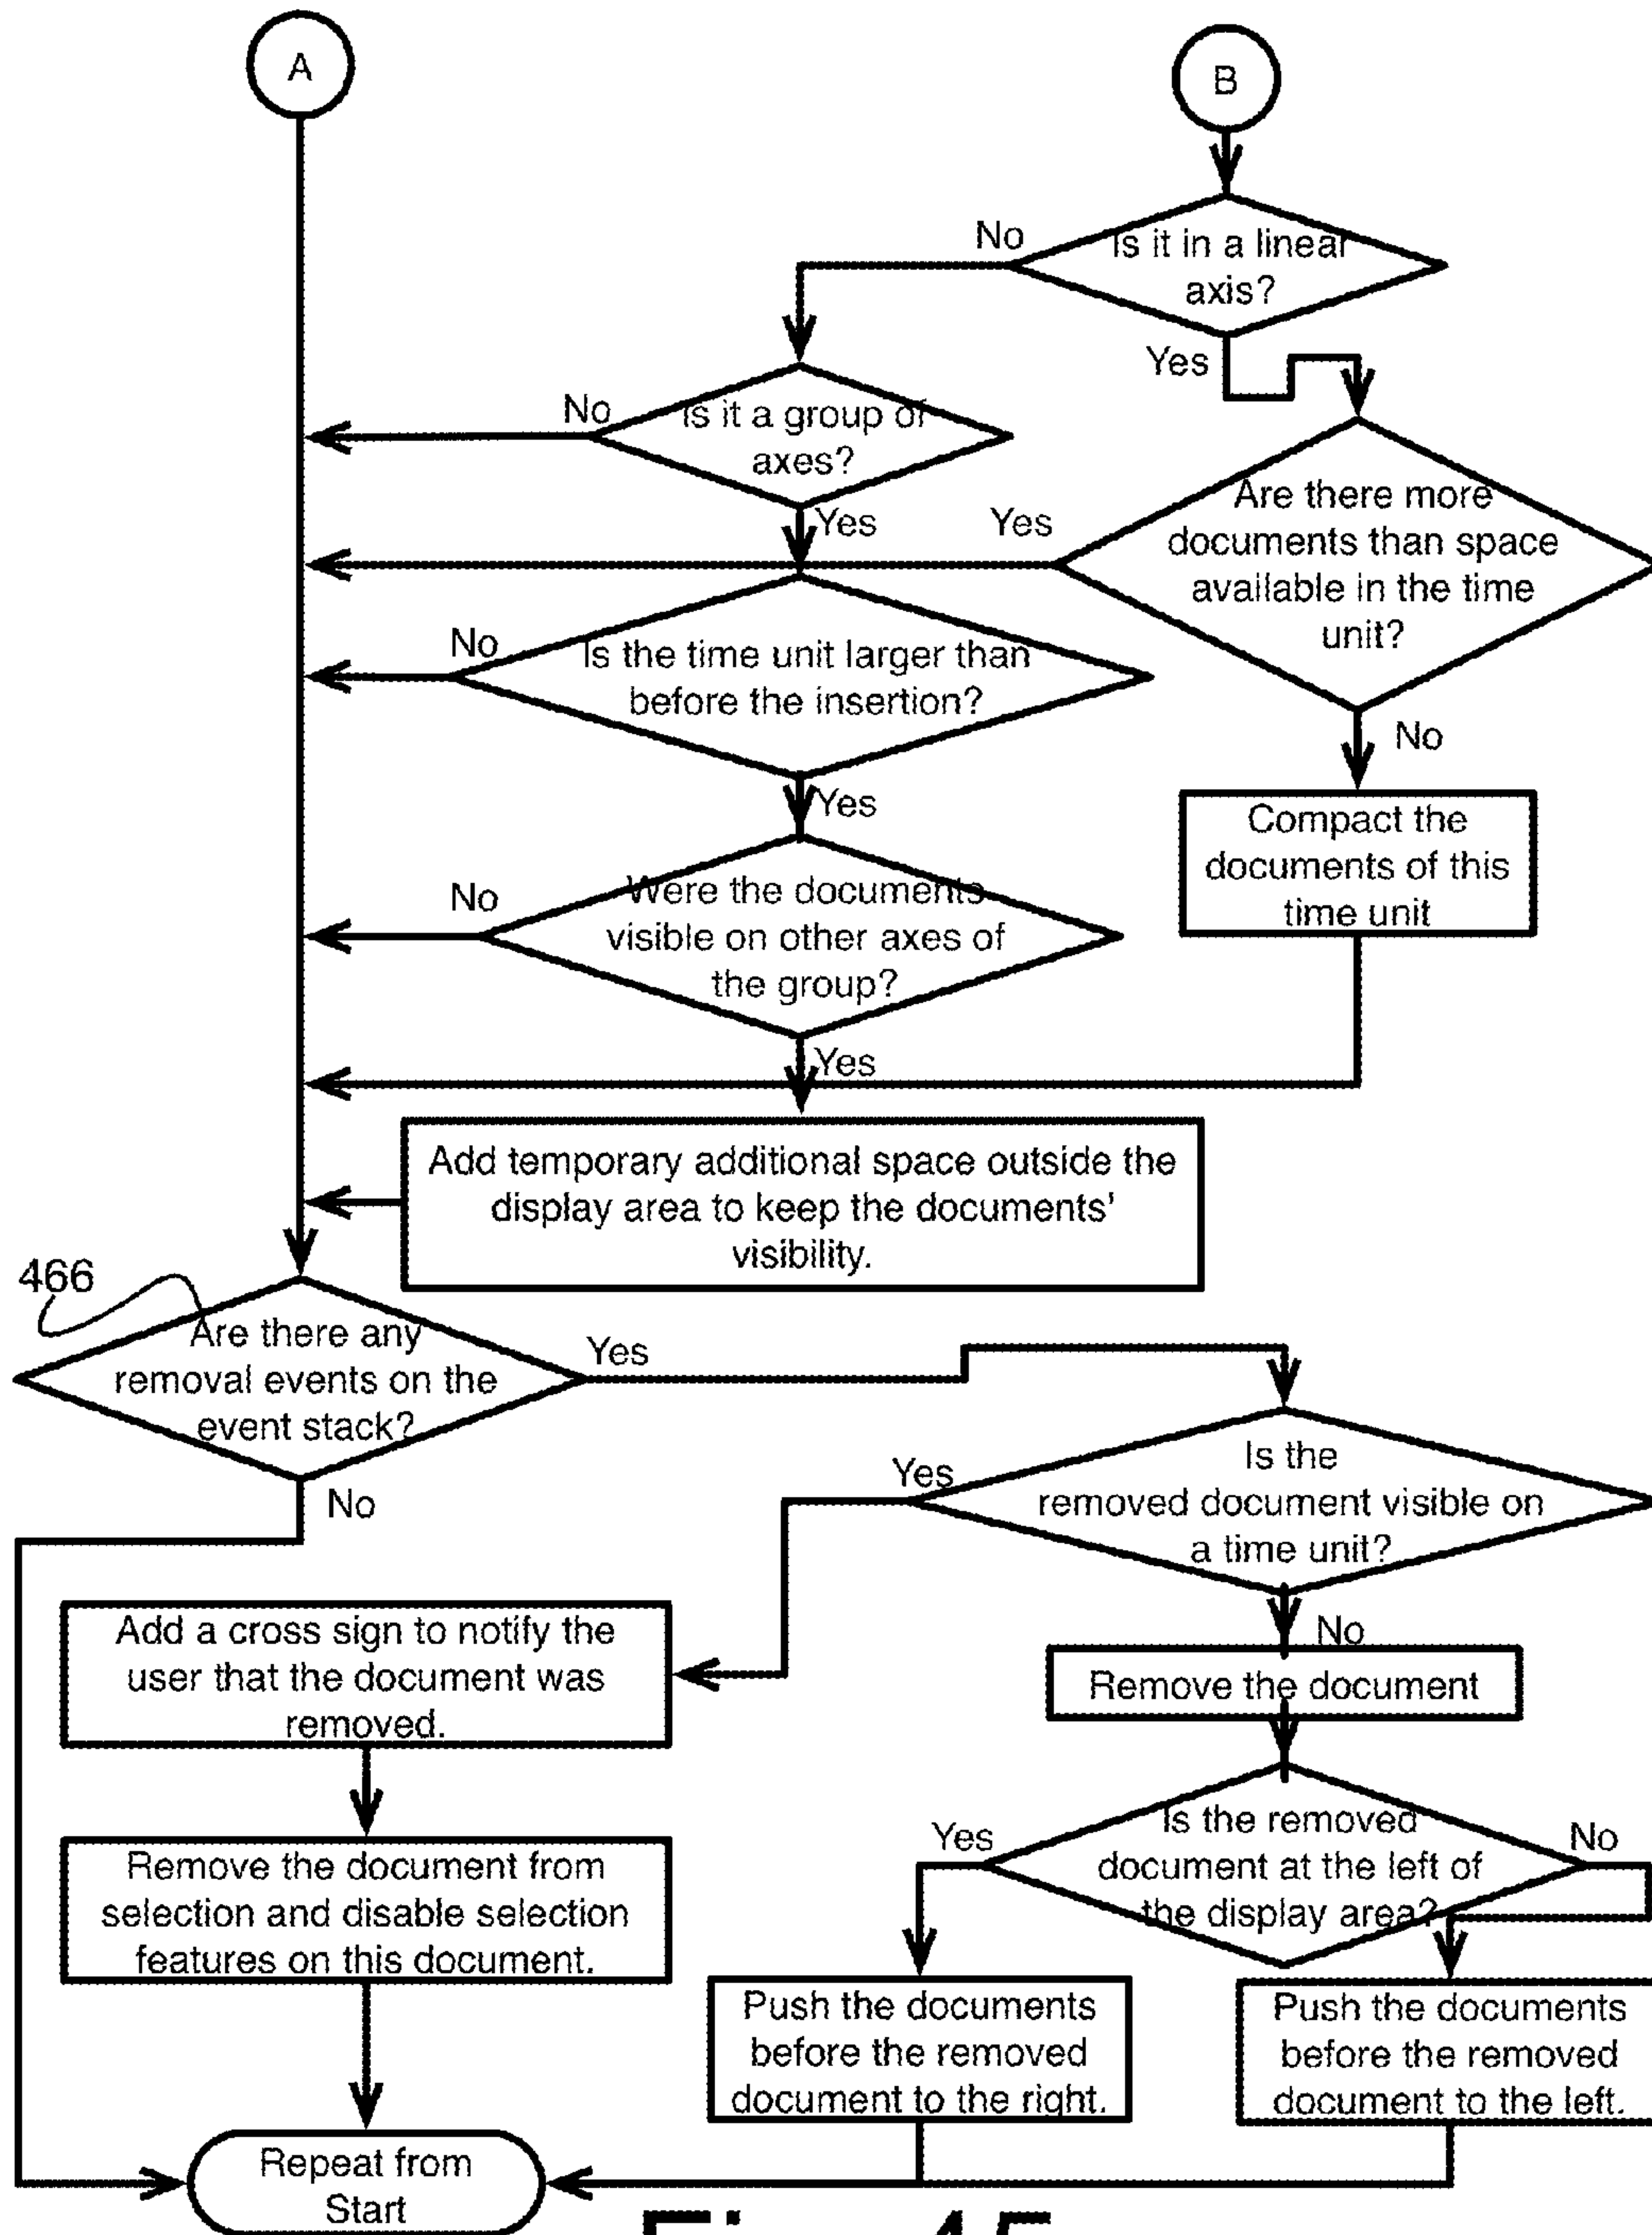 A
B
No
Is it in a linear
axis?
Yes
No
Is it a group of
axes?
Yes
Yes
Are there more
documents than space
available in the time
unit?
No
Is the time unit larger than
before the insertion?
No
Yes
Compact the
documents of this
time unit
No
Were the documents
visible on other axes of
the group?
Yes
Add temporary additional space outside the
display area to keep the documents'
visibility.
466
Are there any
removal events on the
event stack?
Yes
No
Is the
removed document visible on
a time unit?
Yes
No
Add a cross sign to notify the
user that the document was
removed.
Remove the document
Is the removed
document at the left of
the display area?
Yes
No
Remove the document from
selection and disable selection
features on this document.
Push the documents
before the removed
document to the right.
Push the documents
before the removed
document to the left.
Repeat from
Start